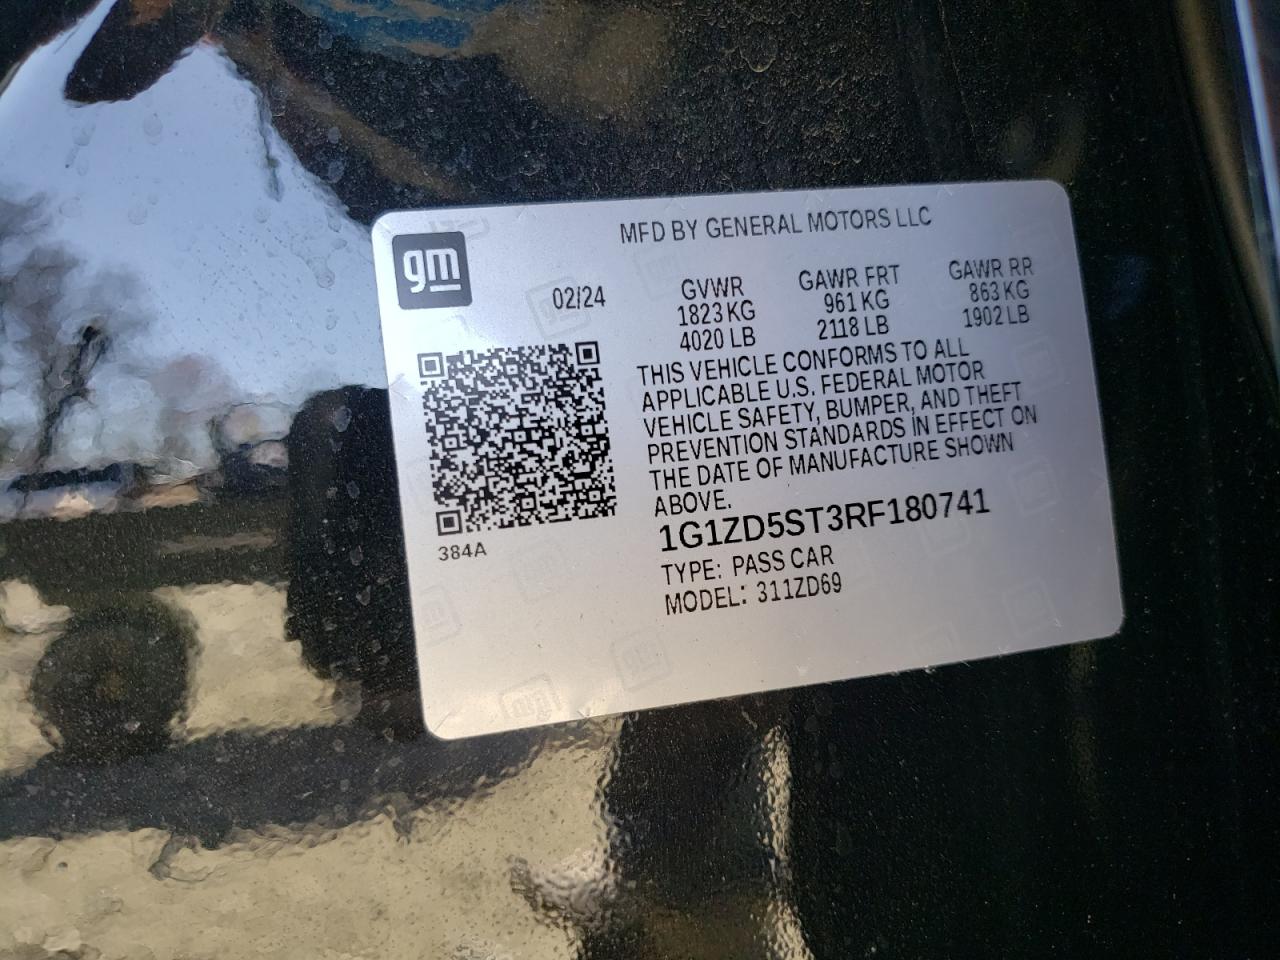 MFD BY GENERAL MOTORS LLC
gm
02/24
GVWR GAWR FRT GAWR RR
1823 KG 961 KG 863 KG
4020 LB 2118 LB 1902 LB
THIS VEHICLE CONFORMS TO ALL
APPLICABLE U.S. FEDERAL MOTOR
VEHICLE SAFETY, BUMPER, AND THEFT
PREVENTION STANDARDS IN EFFECT ON
THE DATE OF MANUFACTURE SHOWN
ABOVE.
1G1ZD5ST3RF180741
384A
TYPE: PASS CAR
MODEL: 311ZD69